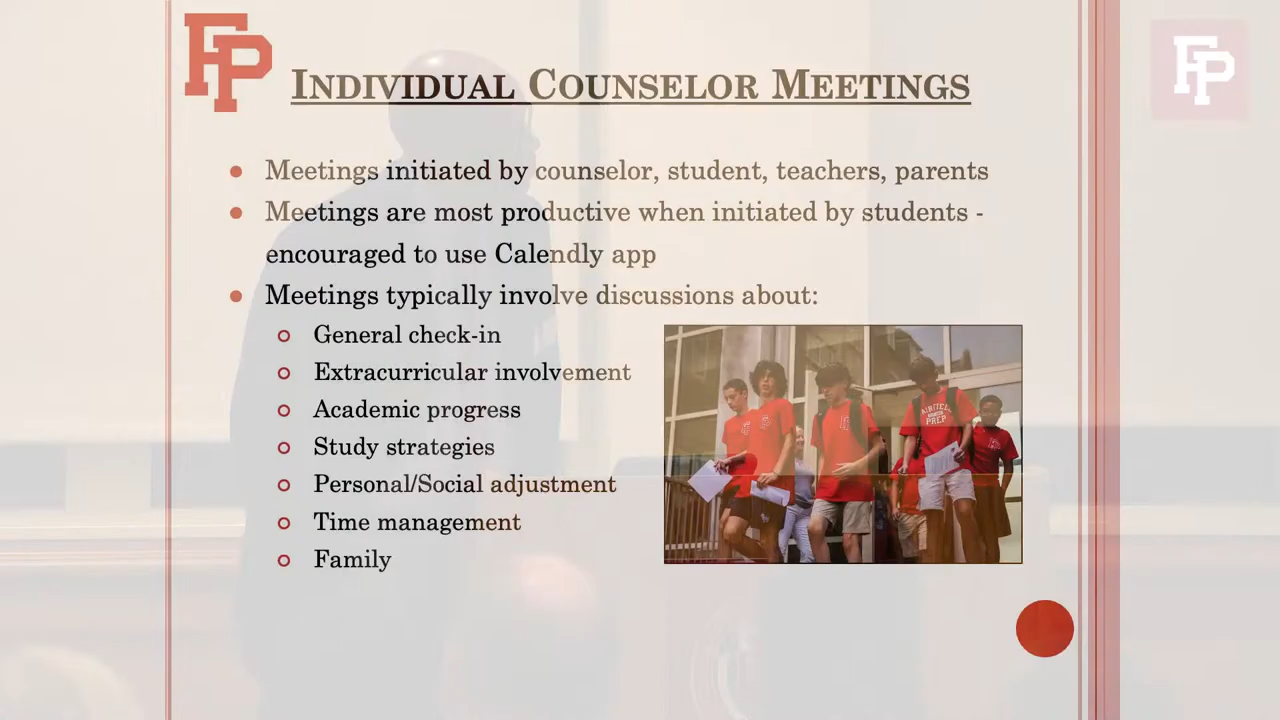 FP
INDIVIDUAL COUNSELOR MEETINGS
FP
Meetings initiated by counselor, student, teachers, parents
Meetings are most productive when initiated by students -
encouraged to use Calendly app
Meetings typically involve discussions about:
General check-in
Extracurricular involvement
Academic progress
Study strategies
Personal/Social adjustment
Time management
Family
PREP